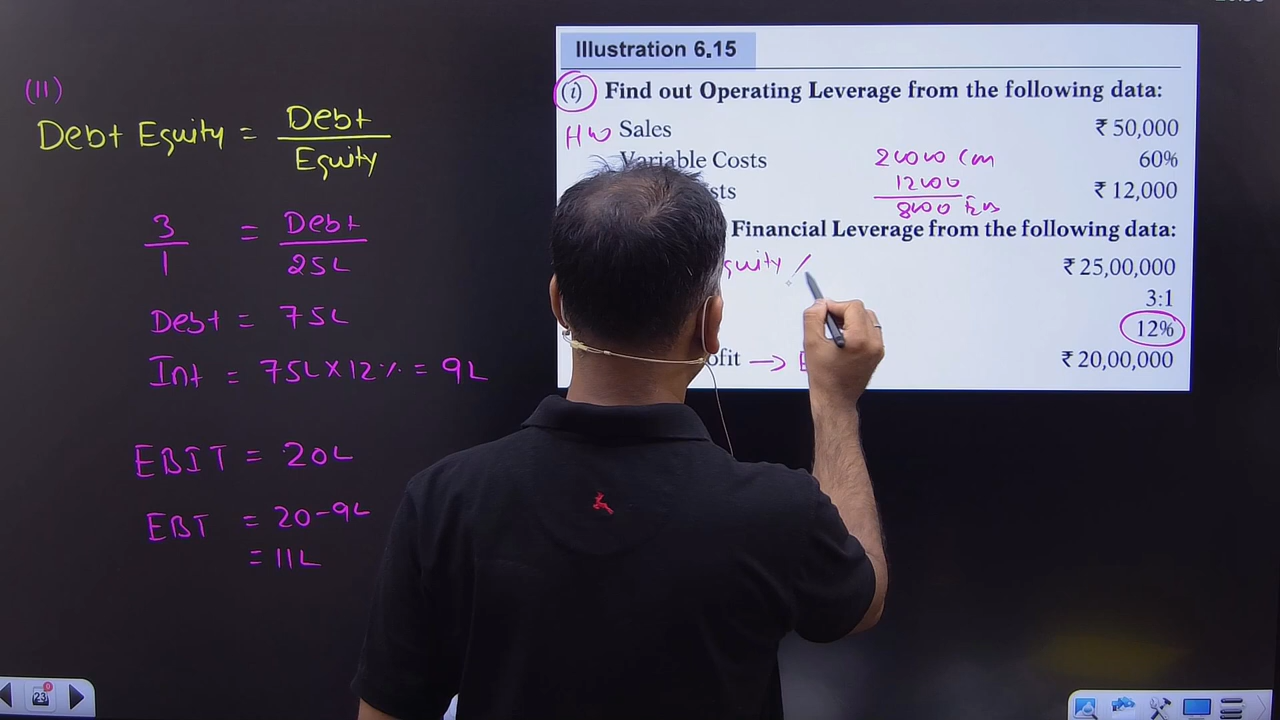 (11)
Debt Equity = Debt / Equity
3 / 1 = Debt / 25L
Debt = 75L
Int = 75L × 12% = 9L
EBIT = 20L
EBT = 20-9L
= 11L
Illustration 6.15
(i) Find out Operating Leverage from the following data:
HW Sales ₹ 50,000
Variable Costs 20000 Cm 60%
12000 ₹ 12,000
8000
Financial Leverage from the following data:
₹ 25,00,000
3:1
12%
→ ₹ 20,00,000
23